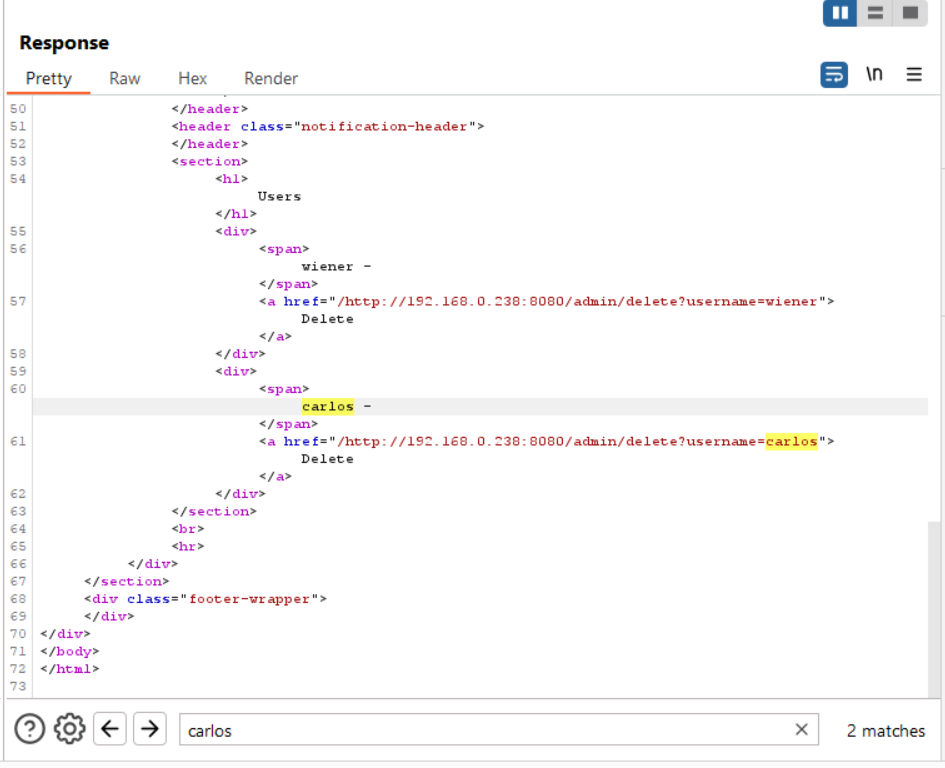 Response
Pretty Raw Hex Render \n
50 </header>
51 <header class="notification-header">
52 </header>
53 <section>
54 <h1>
Users
</h1>
55 <div>
56 <span>
wiener -
</span>
57 <a href="/http://192.168.0.238:8080/admin/delete?username=wiener">
Delete
</a>
58 </div>
59 <div>
60 <span>
carlos -
</span>
61 <a href="/http://192.168.0.238:8080/admin/delete?username=carlos">
Delete
</a>
62 </div>
63 </section>
64 <br>
65 <hr>
66 </div>
67 </section>
68 <div class="footer-wrapper">
69 </div>
70 </div>
71 </body>
72 </html>
73
? carlos 2 matches